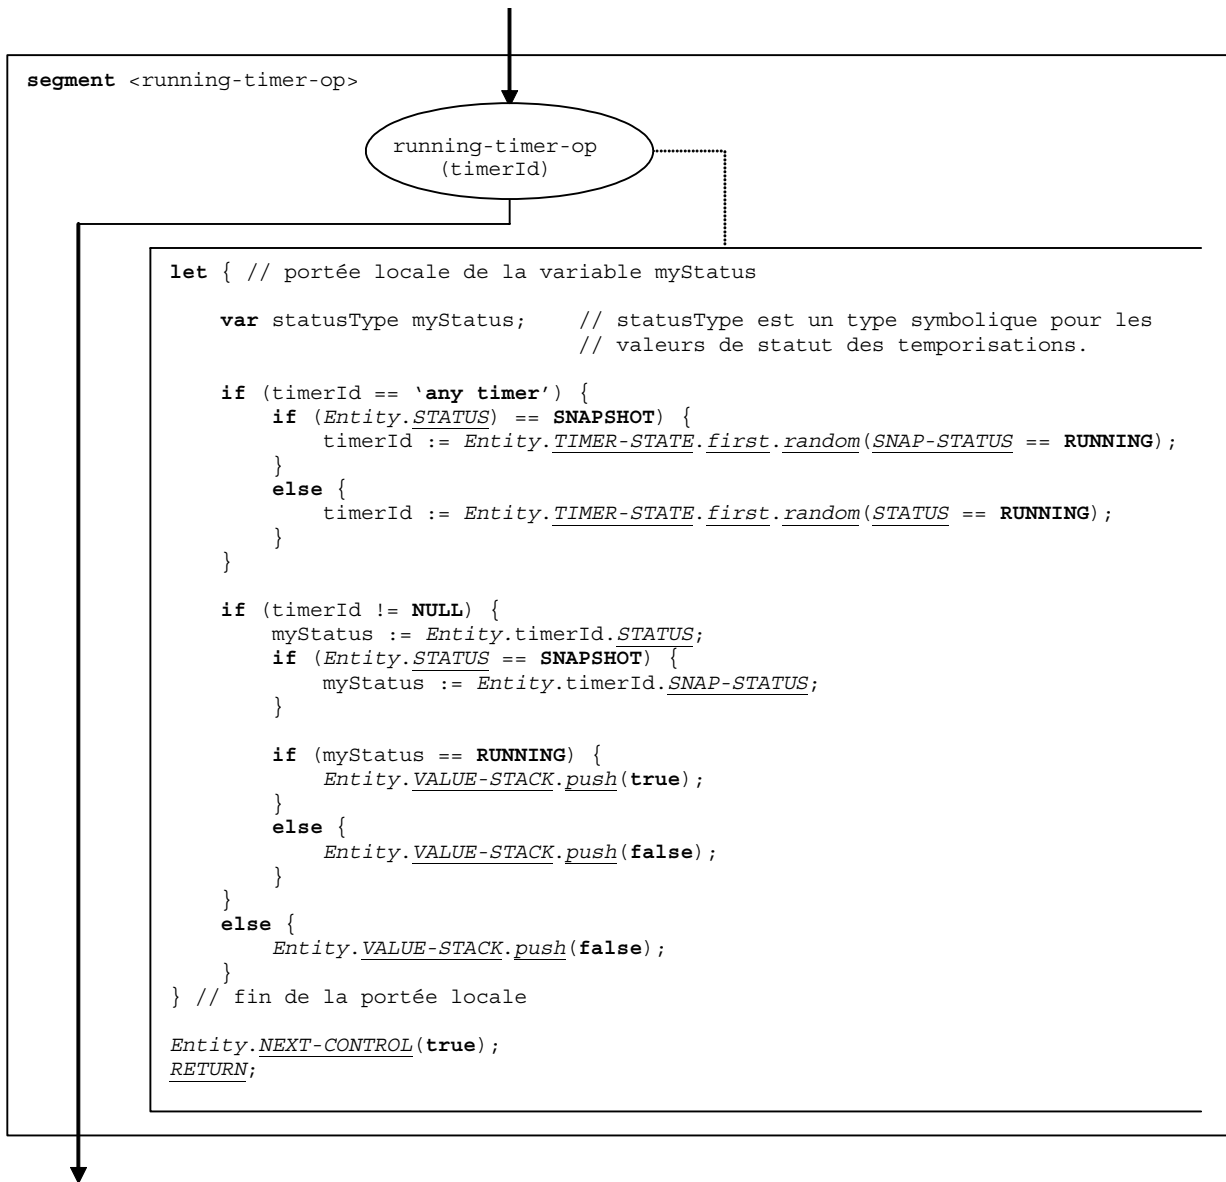 segment <running-timer-op>
running-timer-op
(timerId)
let { // portée locale de la variable myStatus
var statusType myStatus; // statusType est un type symbolique pour les
// valeurs de statut des temporisations.
if (timerId == ‘any timer’) {
if (Entity.STATUS) == SNAPSHOT) {
timerId := Entity.TIMER-STATE.first.random(SNAP-STATUS == RUNNING);
}
else {
timerId := Entity.TIMER-STATE.first.random(STATUS == RUNNING);
}
}
if (timerId != NULL) {
myStatus := Entity.timerId.STATUS;
if (Entity.STATUS == SNAPSHOT) {
myStatus := Entity.timerId.SNAP-STATUS;
}
if (myStatus == RUNNING) {
Entity.VALUE-STACK.push(true);
}
else {
Entity.VALUE-STACK.push(false);
}
}
else {
Entity.VALUE-STACK.push(false);
}
} // fin de la portée locale
Entity.NEXT-CONTROL(true);
RETURN;